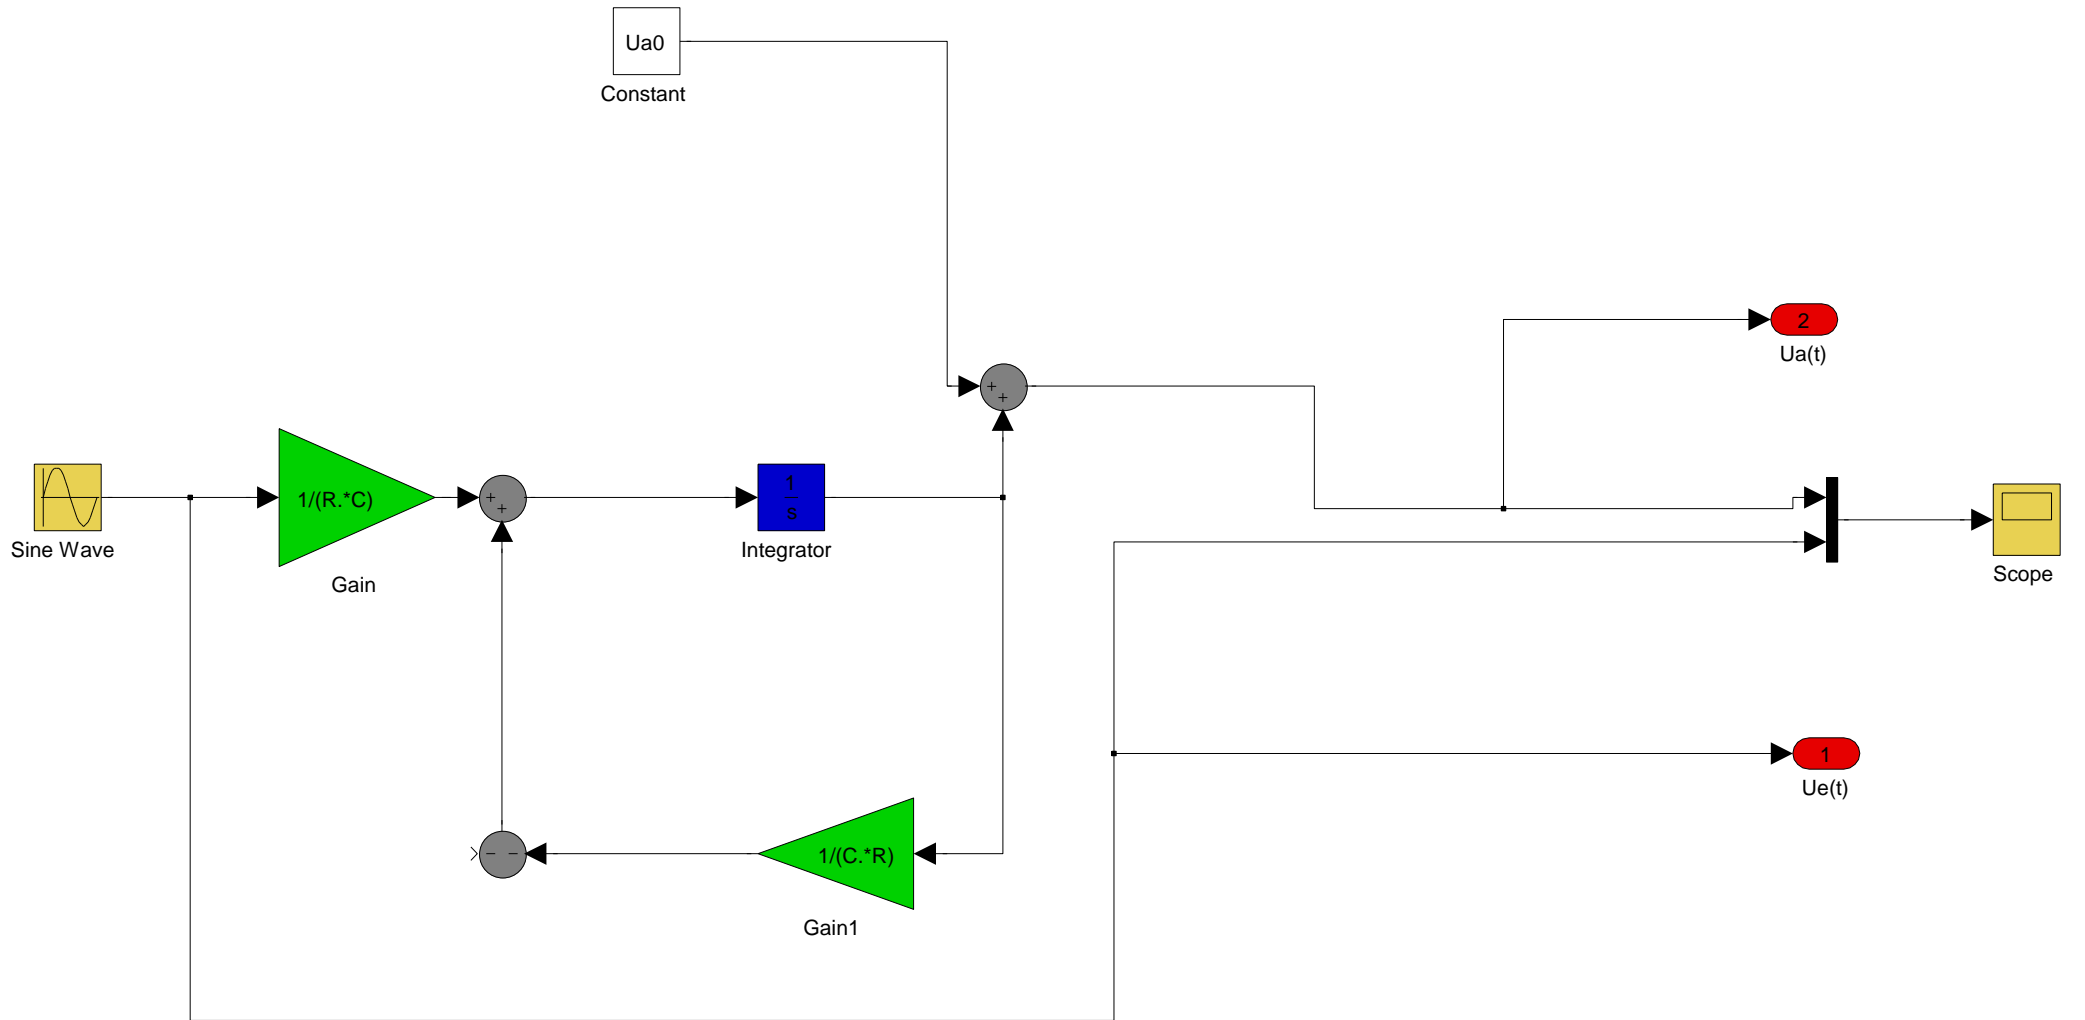 Ua0
Constant
2
Ua(t)
+
+
Sine Wave
1/(R.*C)
Gain
+
+
1
s
Integrator
Scope
1
Ue(t)
− −
1/(C.*R)
Gain1